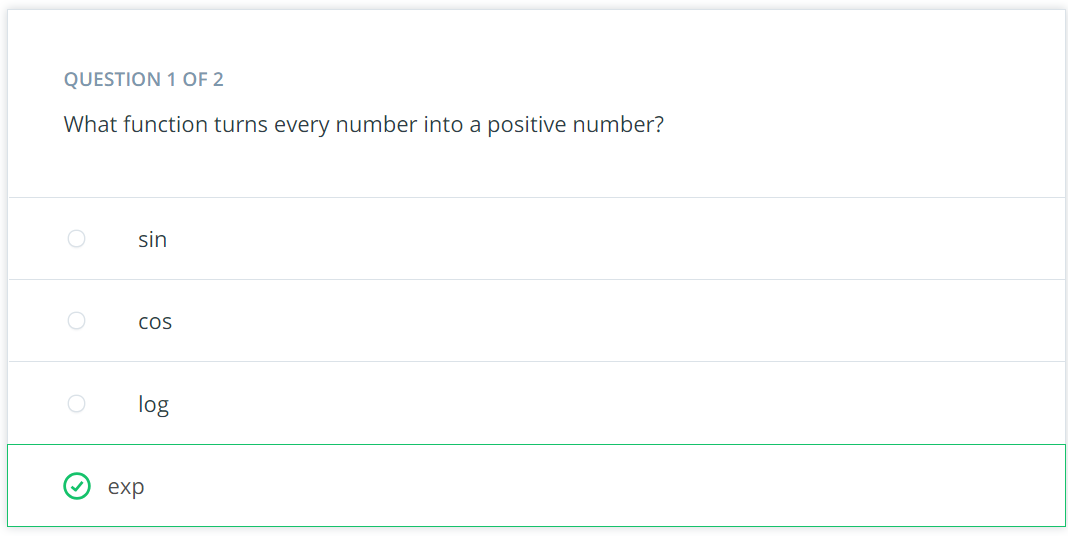 QUESTION 1 OF 2
What function turns every number into a positive number?
sin
cos
log
exp